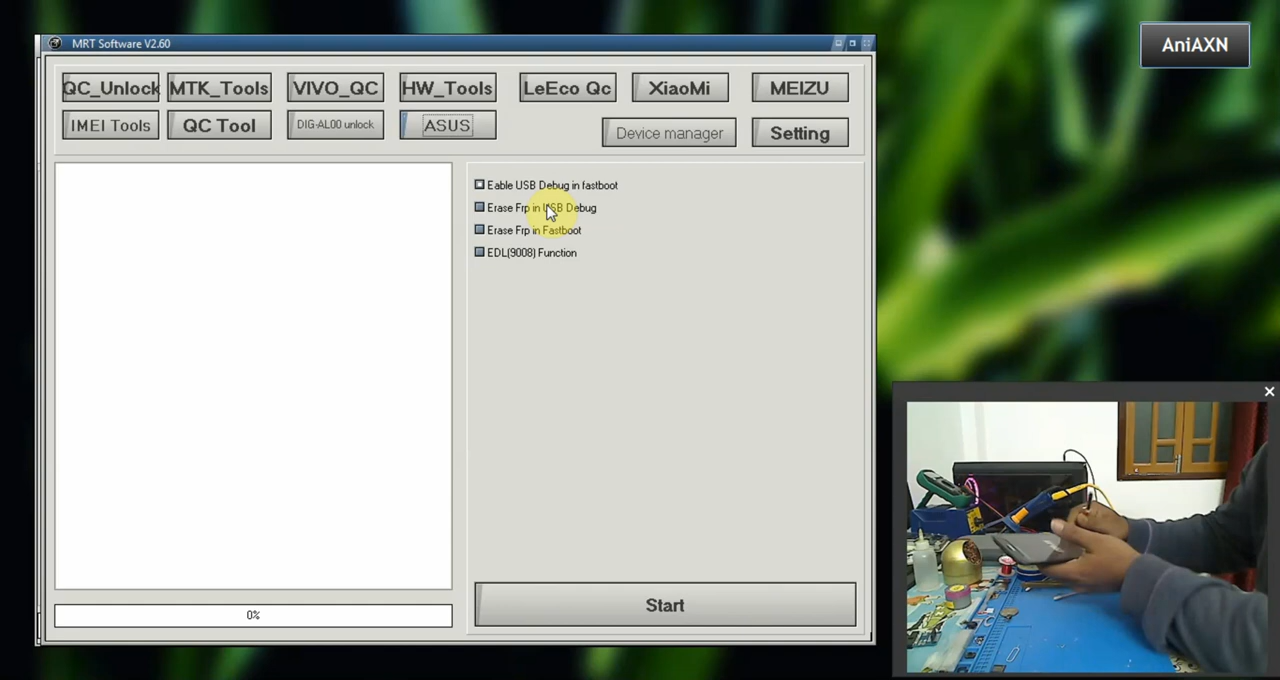 AniAXN
MRT Software V2.60
QC_Unlock MTK_Tools VIVO_QC HW_Tools LeEco Qc XiaoMi MEIZU
IMEI Tools QC Tool DIG-AL00 unlock ASUS Device manager Setting
Eable USB Debug in fastboot
Erase Frp in USB Debug
Erase Frp in Fastboot
EDL(9008) Function
Start
0%